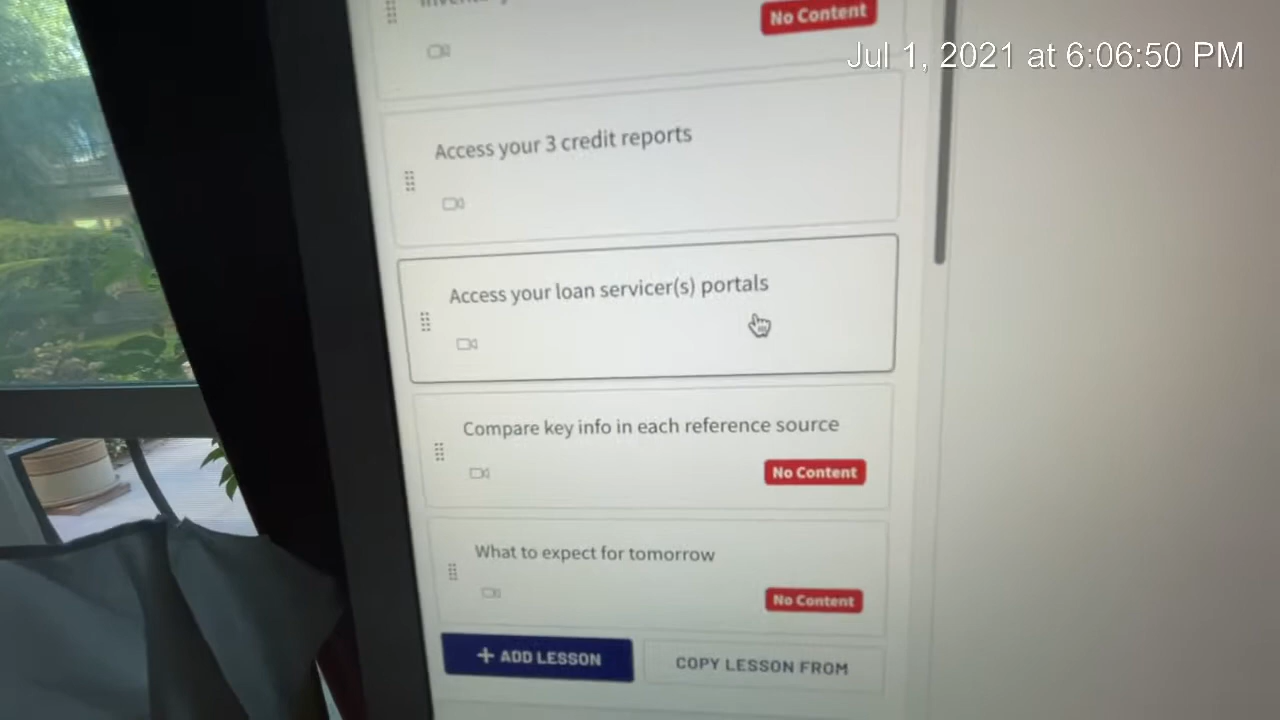 No Content
Jul 1, 2021 at 6:06:50 PM
Access your 3 credit reports
Access your loan servicer(s) portals
Compare key info in each reference source
No Content
What to expect for tomorrow
No Content
+ ADD LESSON
COPY LESSON FROM